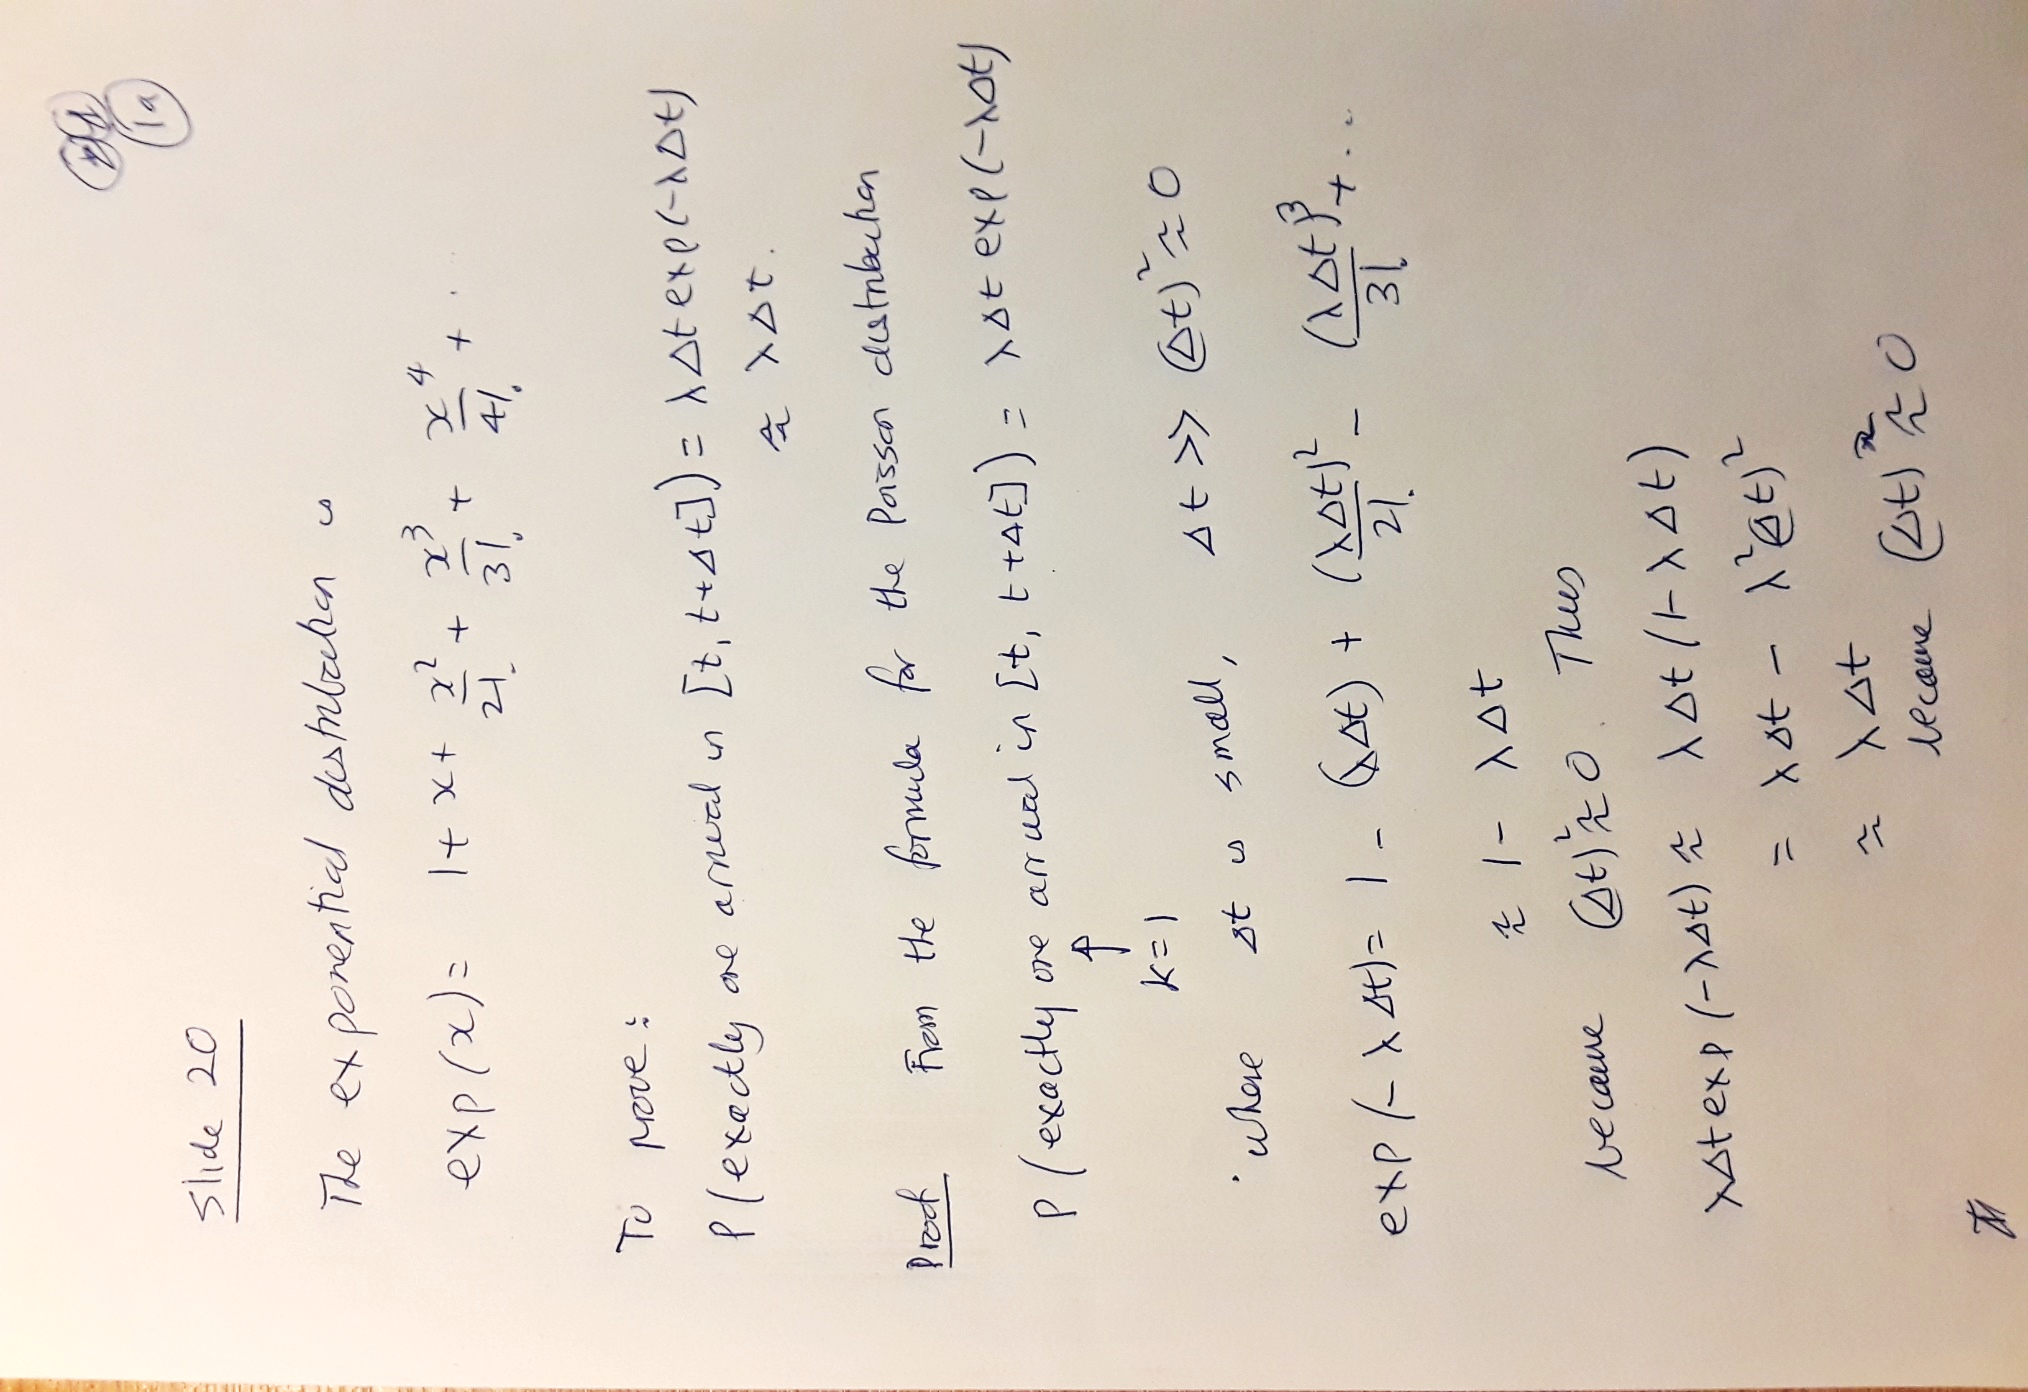 1a
Slide 20
The exponential distribution is
exp(x) = 1 + x + x²/2! + x³/3! + x⁴/4! + ..
To prove:
P(exactly one arrival in [t, t+Δt]) = λΔt exp(-λΔt)
≈ λΔt.
Proof From the formula for the Poisson distribution
P(exactly one arrival in [t, t+Δt]) = λΔt exp(-λΔt)
↑
k=1
where Δt is small, Δt >> (Δt)² ≈ 0
exp(-λΔt) = 1 - (λΔt) + (λΔt)²/2! - (λΔt)³/3! + ...
≈ 1 - λΔt
because (Δt)² ≈ 0. Thus
λΔt exp(-λΔt) ≈ λΔt (1-λΔt)
= λΔt - λ²(Δt)²
≈ λΔt
because (Δt)² ≈ 0